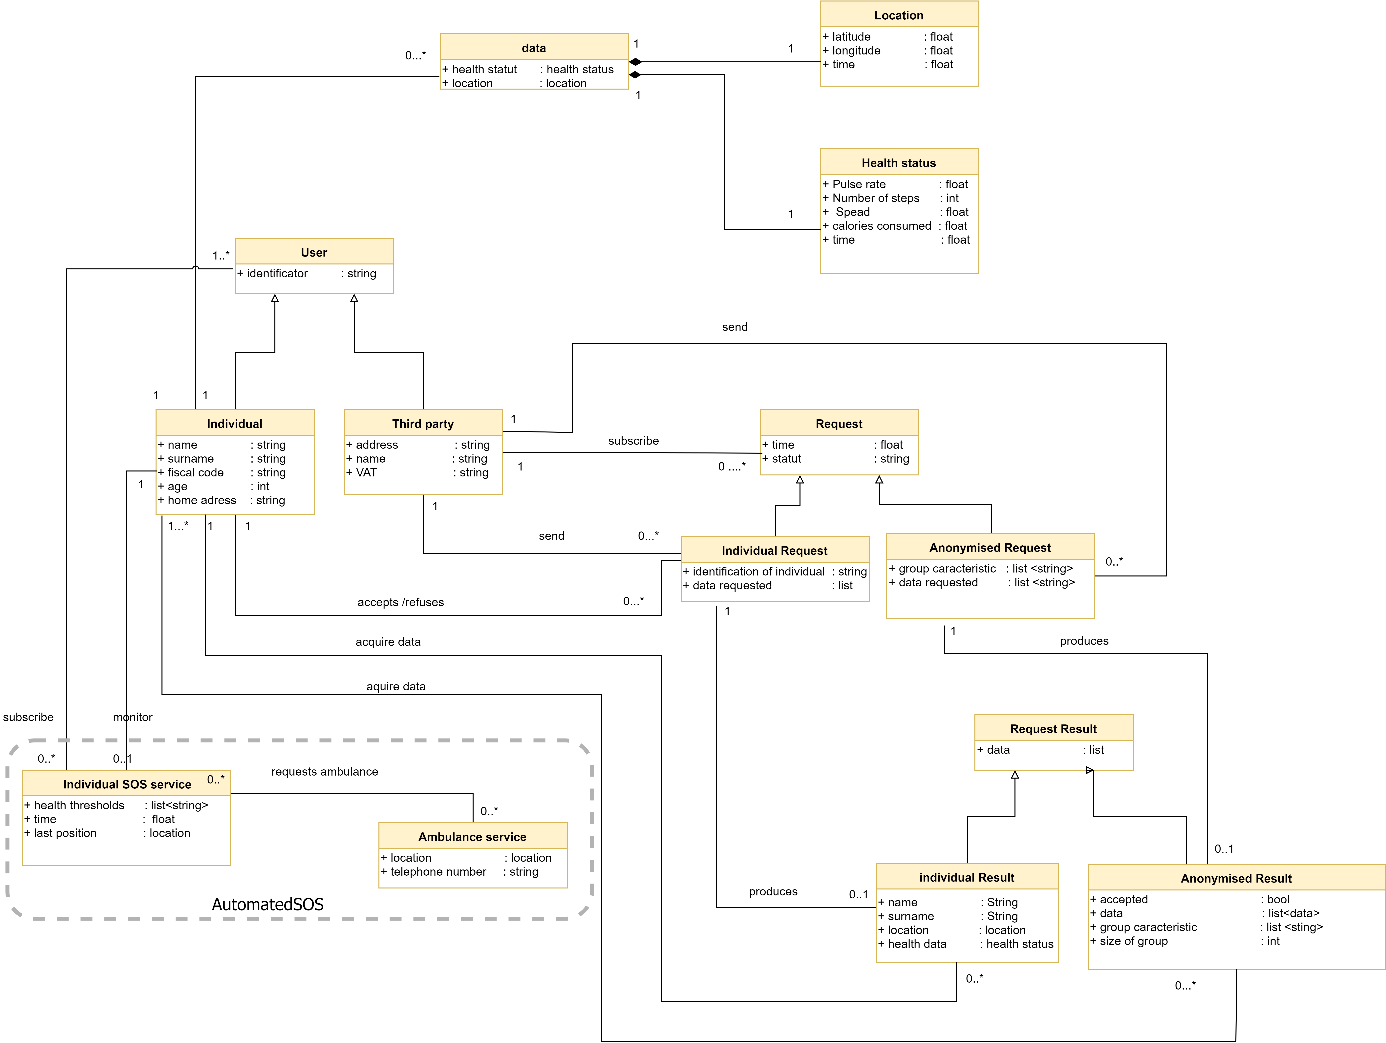 Location
+ latitude : float
+ longitude : float
+ time : float
data
+ health statut : health status
+ location : location
0...*
1
1
1
Health status
+ Pulse rate : float
+ Number of steps : int
+ Spead : float
+ calories consumed : float
+ time : float
1
User
+ identificator : string
1..*
send
1
1
Individual
+ name : string
+ surname : string
+ fiscal code : string
+ age : int
+ home adress : string
Third party
+ address : string
+ name : string
+ VAT : string
1
subscribe
1
0 ....*
Request
+ time : float
+ statut : string
1
1...*
1
1
1
send
0...*
Individual Request
+ identification of individual : string
+ data requested : list
Anonymised Request
+ group caracteristic : list <string>
+ data requested : list <string>
0..*
accepts /refuses
0...*
1
1
produces
acquire data
aquire data
subscribe
monitor
Request Result
+ data : list
0..*
0..1
Individual SOS service
0..*
+ health thresholds : list<string>
+ time : float
+ last position : location
requests ambulance
0..*
Ambulance service
+ location : location
+ telephone number : string
AutomatedSOS
produces
0..1
0..1
individual Result
+ name : String
+ surname : String
+ location : location
+ health data : health status
Anonymised Result
+ accepted : bool
+ data : list<data>
+ group caracteristic : list <sting>
+ size of group : int
0..*
0...*